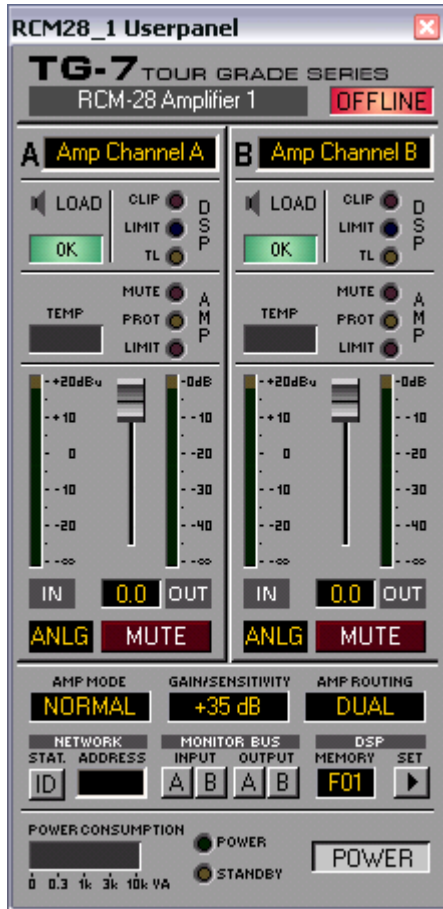 RCM28_1 Userpanel
TG-7 TOUR GRADE SERIES
RCM-28 Amplifier 1 OFFLINE
A Amp Channel A B Amp Channel B
LOAD CLIP LIMIT TL DSP LOAD CLIP LIMIT TL DSP
OK OK
TEMP MUTE PROT LIMIT AMP TEMP MUTE PROT LIMIT AMP
-+20dBu -0dB -+20dBu -0dB
-+10 --10 -+10 --10
- 0 --20 - 0 --20
--10 --30 --10 --30
--20 --40 --20 --40
--∞ --∞ --∞ --∞
IN 0.0 OUT IN 0.0 OUT
ANLG MUTE ANLG MUTE
AMP MODE GAIN/SENSITIVITY AMP ROUTING
NORMAL +35 dB DUAL
NETWORK MONITOR BUS DSP
STAT. ADDRESS INPUT OUTPUT MEMORY SET
ID A B A B F01
POWER CONSUMPTION POWER
STANDBY POWER
0 0.3 1k 3k 10k VA